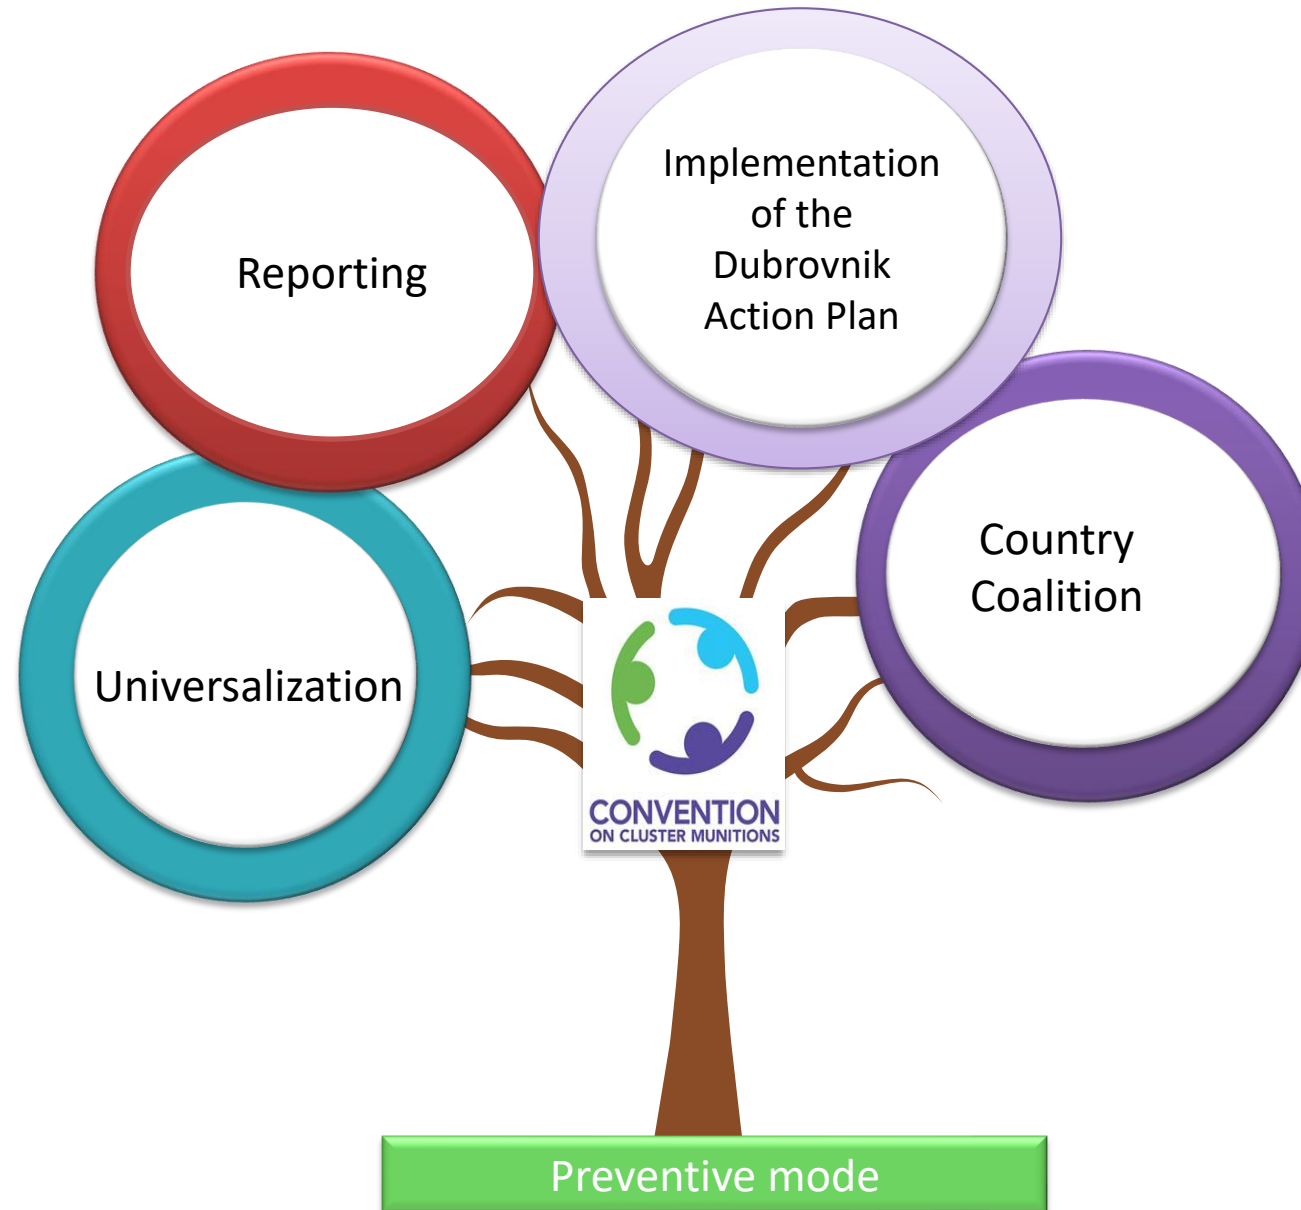 Reporting
Implementation
of the
Dubrovnik
Action Plan
Country
Coalition
Universalization
CONVENTION
ON CLUSTER MUNITIONS
Preventive mode